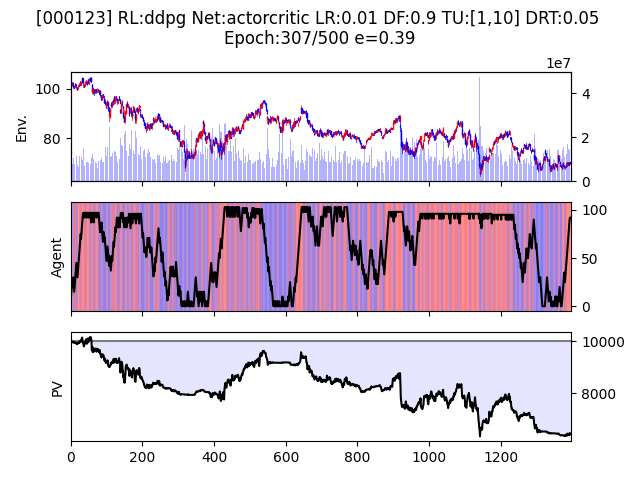 [000123] RL:ddpg Net:actorcritic LR:0.01 DF:0.9 TU:[1,10] DRT:0.05
Epoch:307/500 e=0.39
1e7
Env.
100
80
4
2
0
Agent
100
50
0
PV
10000
8000
0 200 400 600 800 1000 1200